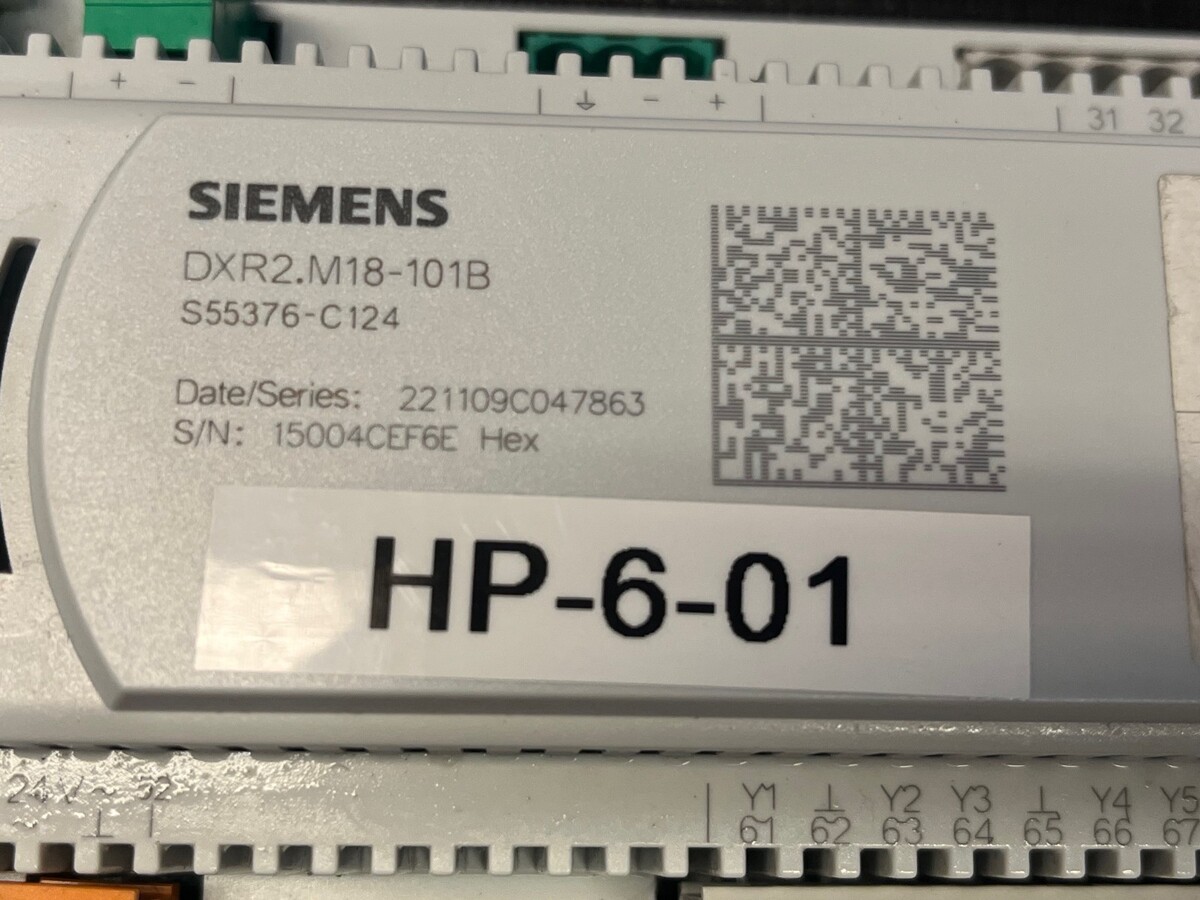 + − ⏚ − +
31 32
SIEMENS
DXR2.M18-101B
S55376-C124
Date/Series: 221109C047863
S/N: 15004CEF6E Hex
HP-6-01
24 V ~
Y1 ⊥ Y2 Y3 ⊥ Y4 Y5
61 62 63 64 65 66 67